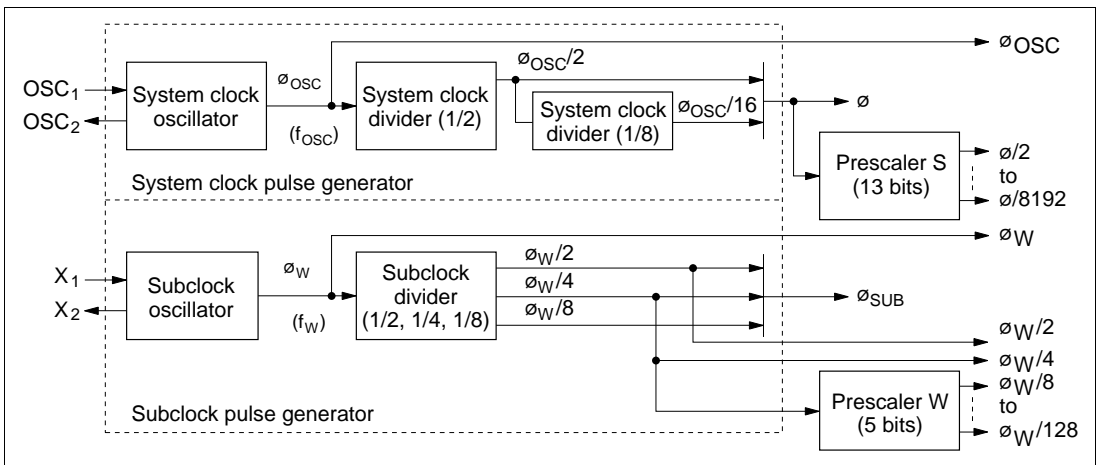 OSC1
OSC2
System clock
oscillator
øOSC
(fOSC)
System clock
divider (1/2)
øOSC/2
System clock
divider (1/8)
øOSC/16
øOSC
ø
Prescaler S
(13 bits)
ø/2
to
ø/8192
System clock pulse generator
X1
X2
Subclock
oscillator
øW
(fW)
Subclock
divider
(1/2, 1/4, 1/8)
øW/2
øW/4
øW/8
øW
øSUB
øW/2
øW/4
Prescaler W
(5 bits)
øW/8
to
øW/128
Subclock pulse generator